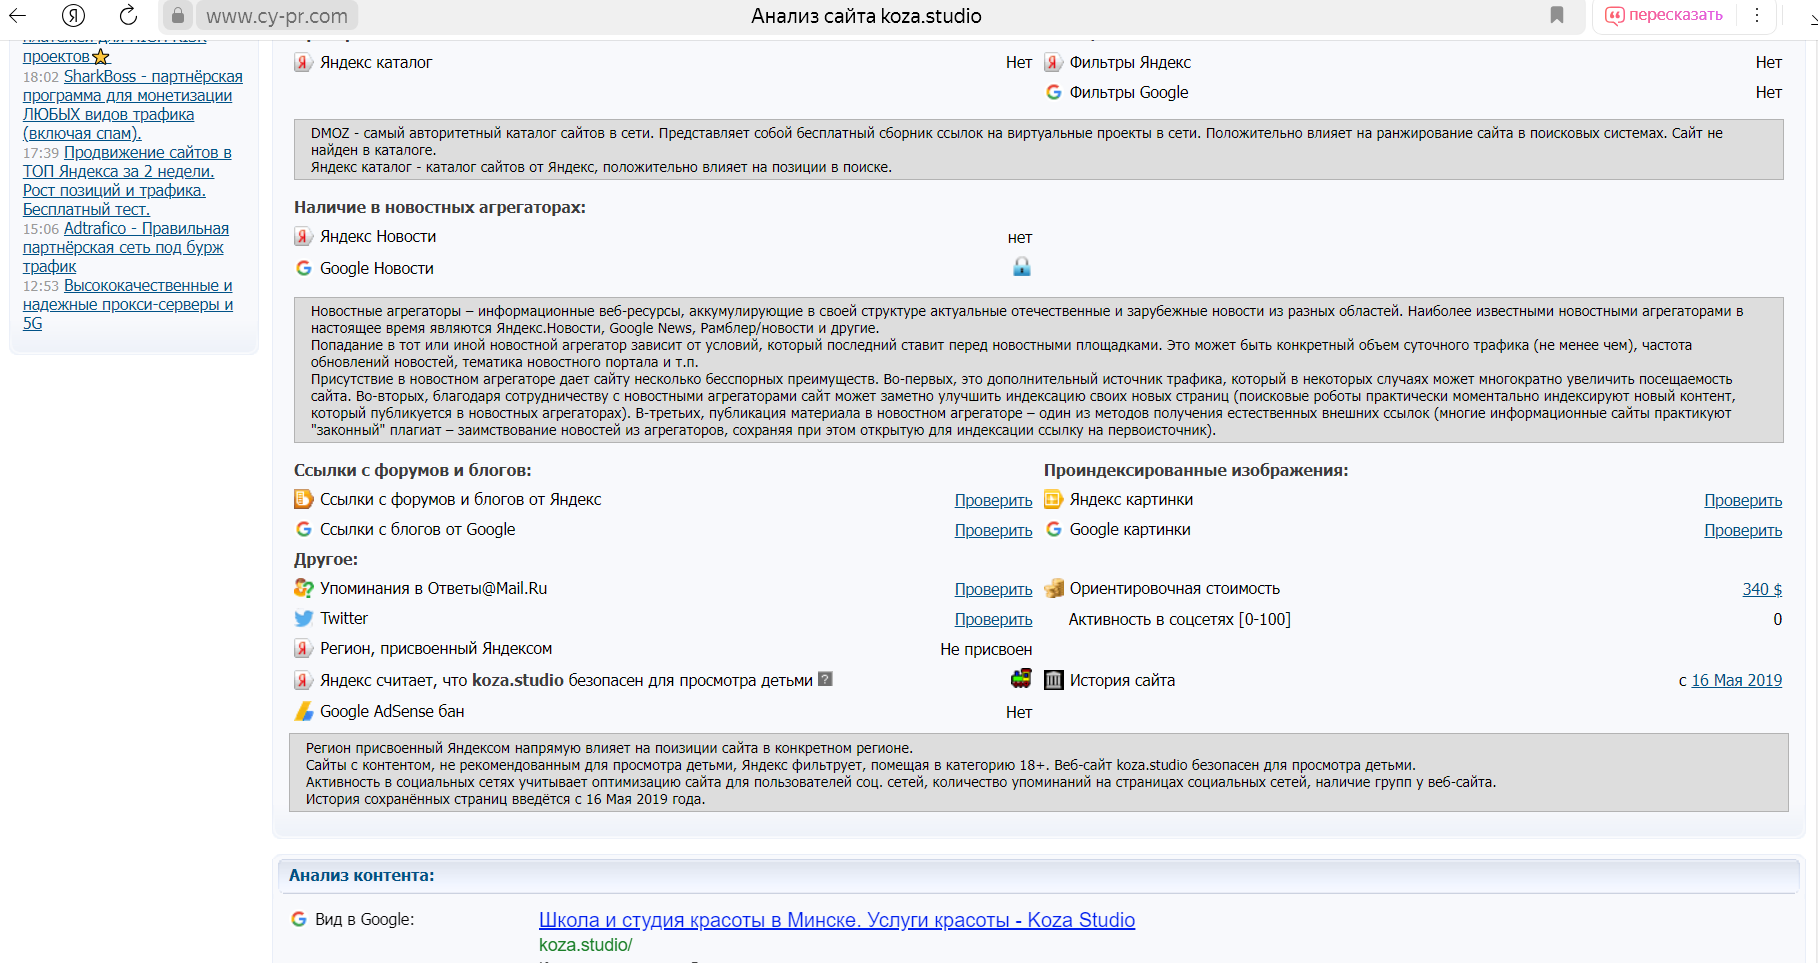 www.cy-pr.com
Анализ сайта koza.studio
пересказать
проектов
18:02 SharkBoss - партнёрская
программа для монетизации
ЛЮБЫХ видов трафика
(включая спам).
17:39 Продвижение сайтов в
ТОП Яндекса за 2 недели.
Рост позиций и трафика.
Бесплатный тест.
15:06 Adtrafico - Правильная
партнёрская сеть под бурж
трафик
12:53 Высококачественные и
надежные прокси-серверы и
5G
Яндекс каталог Нет
Фильтры Яндекс Нет
Фильтры Google Нет
DMOZ - самый авторитетный каталог сайтов в сети. Представляет собой бесплатный сборник ссылок на виртуальные проекты в сети. Положительно влияет на ранжирование сайта в поисковых системах. Сайт не
найден в каталоге.
Яндекс каталог - каталог сайтов от Яндекс, положительно влияет на позиции в поиске.
Наличие в новостных агрегаторах:
Яндекс Новости нет
Google Новости
Новостные агрегаторы – информационные веб-ресурсы, аккумулирующие в своей структуре актуальные отечественные и зарубежные новости из разных областей. Наиболее известными новостными агрегаторами в
настоящее время являются Яндекс.Новости, Google News, Рамблер/новости и другие.
Попадание в тот или иной новостной агрегатор зависит от условий, который последний ставит перед новостными площадками. Это может быть конкретный объем суточного трафика (не менее чем), частота
обновлений новостей, тематика новостного портала и т.п.
Присутствие в новостном агрегаторе дает сайту несколько бесспорных преимуществ. Во-первых, это дополнительный источник трафика, который в некоторых случаях может многократно увеличить посещаемость
сайта. Во-вторых, благодаря сотрудничеству с новостными агрегаторами сайт может заметно улучшить индексацию своих новых страниц (поисковые роботы практически моментально индексируют новый контент,
который публикуется в новостных агрегаторах). В-третьих, публикация материала в новостном агрегаторе – один из методов получения естественных внешних ссылок (многие информационные сайты практикуют
"законный" плагиат – заимствование новостей из агрегаторов, сохраняя при этом открытую для индексации ссылку на первоисточник).
Ссылки с форумов и блогов:
Ссылки с форумов и блогов от Яндекс Проверить
Ссылки с блогов от Google Проверить
Проиндексированные изображения:
Яндекс картинки Проверить
Google картинки Проверить
Другое:
Упоминания в Ответы@Mail.Ru Проверить
Ориентировочная стоимость 340 $
Twitter Проверить
Активность в соцсетях [0-100] 0
Регион, присвоенный Яндексом Не присвоен
Яндекс считает, что koza.studio безопасен для просмотра детьми ?
История сайта с 16 Мая 2019
Google AdSense бан Нет
Регион присвоенный Яндексом напрямую влияет на поизиции сайта в конкретном регионе.
Сайты с контентом, не рекомендованным для просмотра детьми, Яндекс фильтрует, помещая в категорию 18+. Веб-сайт koza.studio безопасен для просмотра детьми.
Активность в социальных сетях учитывает оптимизацию сайта для пользователей соц. сетей, количество упоминаний на страницах социальных сетей, наличие групп у веб-сайта.
История сохранённых страниц введётся с 16 Мая 2019 года.
Анализ контента:
Вид в Google:
Школа и студия красоты в Минске. Услуги красоты - Koza Studio
koza.studio/